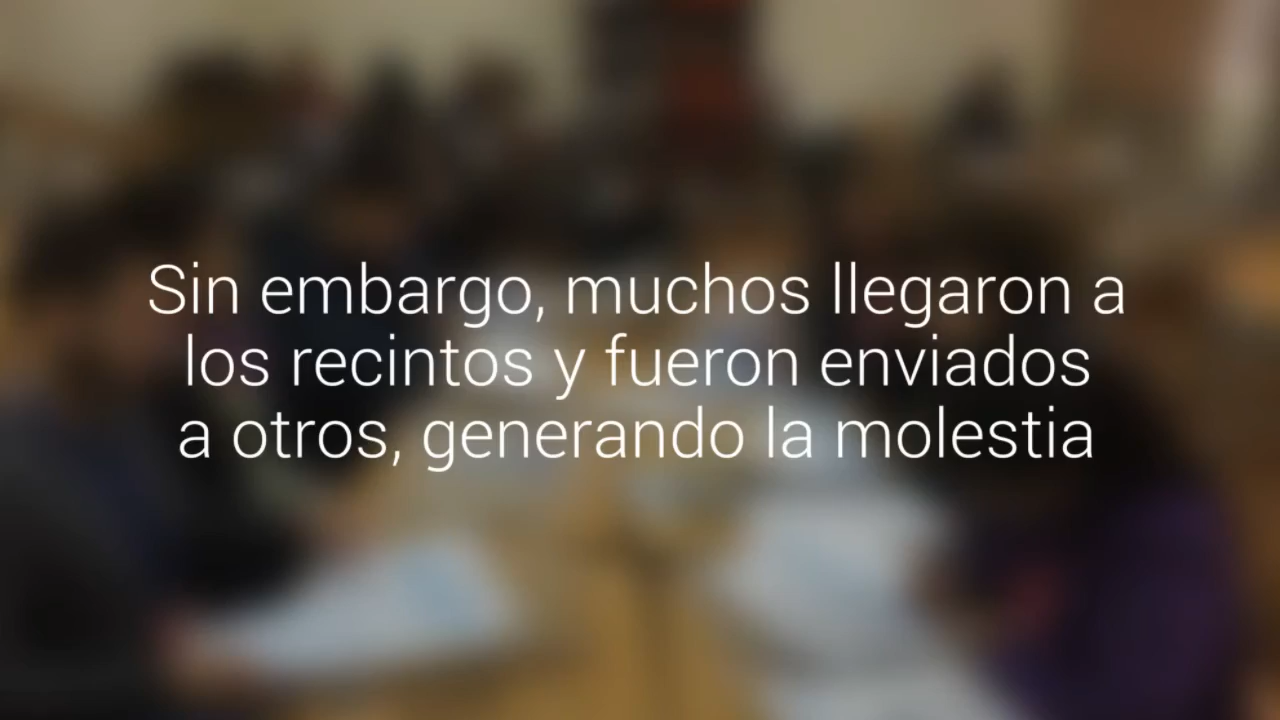 Sin embargo, muchos llegaron a
los recintos y fueron enviados
a otros, generando la molestia